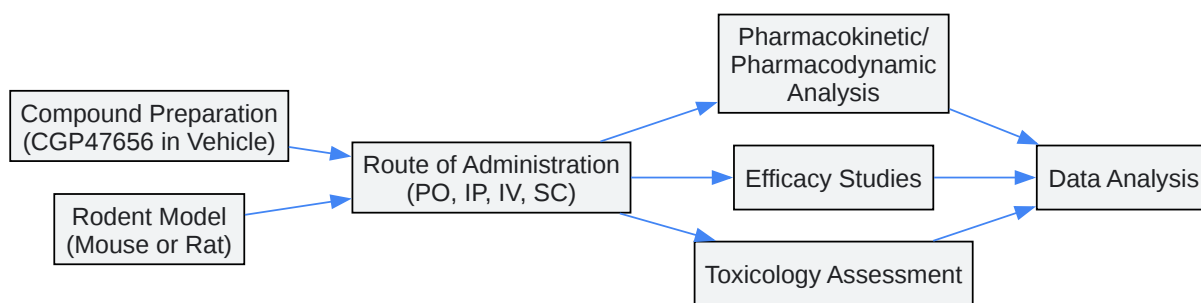 Compound Preparation
(CGP47656 in Vehicle)
Rodent Model
(Mouse or Rat)
Route of Administration
(PO, IP, IV, SC)
Pharmacokinetic/
Pharmacodynamic
Analysis
Efficacy Studies
Toxicology Assessment
Data Analysis